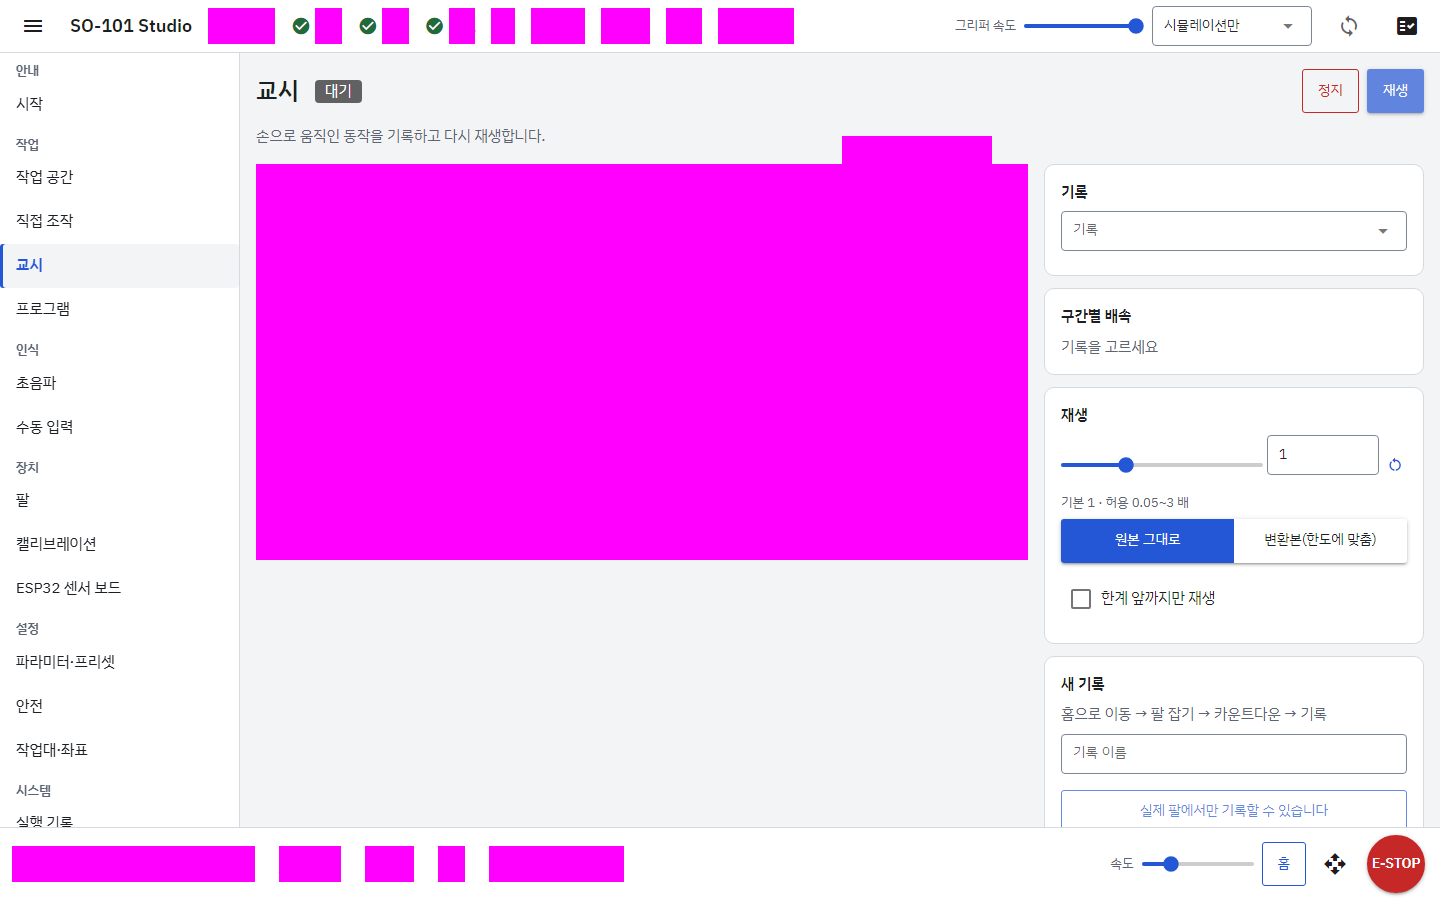 SO-101 Studio
그리퍼 속도
시뮬레이션만
안내
시작
작업
작업 공간
직접 조작
교시
프로그램
인식
초음파
수동 입력
장치
팔
캘리브레이션
ESP32 센서 보드
설정
파라미터·프리셋
안전
작업대·좌표
시스템
실행 기록
교시
대기
정지
재생
손으로 움직인 동작을 기록하고 다시 재생합니다.
기록
기록
구간별 배속
기록을 고르세요
재생
1
기본 1 · 허용 0.05~3 배
원본 그대로
변환본(한도에 맞춤)
한계 앞까지만 재생
새 기록
홈으로 이동 → 팔 잡기 → 카운트다운 → 기록
기록 이름
실제 팔에서만 기록할 수 있습니다
속도
홈
E-STOP